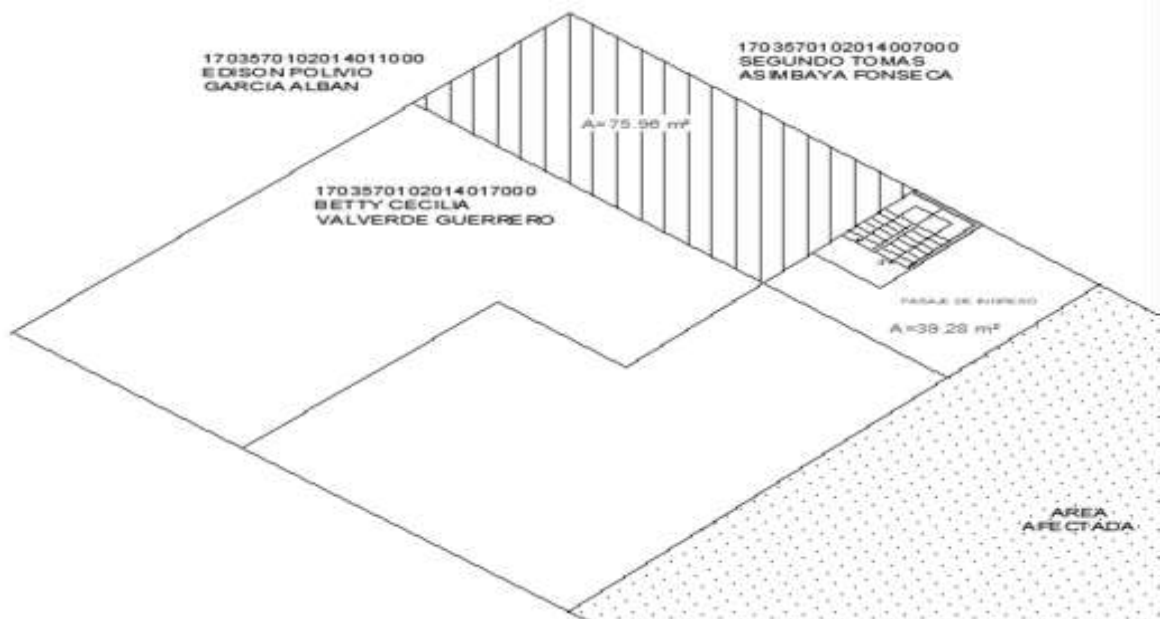 1703570102014011000
EDISON POLIVIO
GARCIA ALBAN
1703570102014007000
SEGUNDO TOMAS
ASIMBAYA FONSECA
A=75.96 m²
1703570102014017000
BETTY CECILIA
VALVERDE GUERRERO
PASAJE DE INGRESO
A=39.28 m²
AREA
AFECTADA